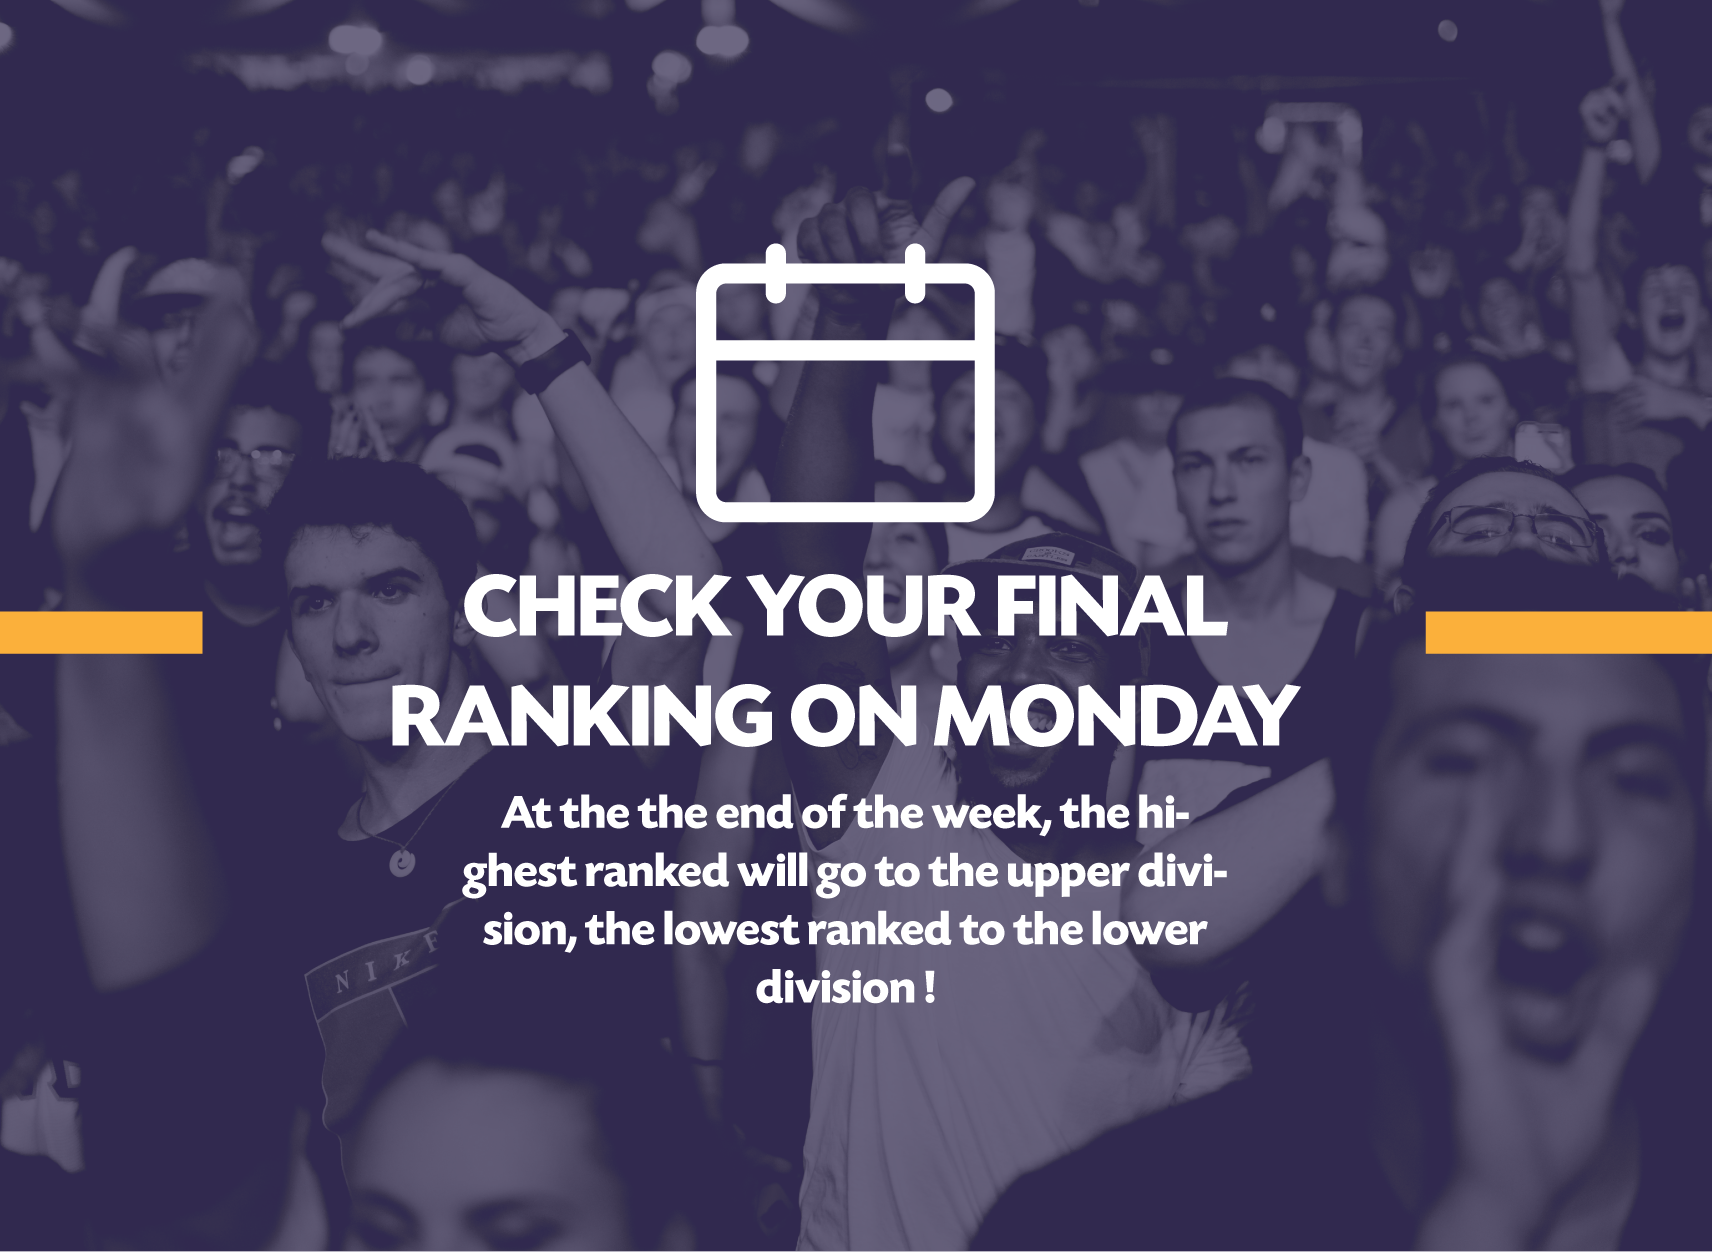 CHECK YOUR FINAL
RANKING ON MONDAY
At the the end of the week, the hi-
ghest ranked will go to the upper divi-
sion, the lowest ranked to the lower
division !
NIKE